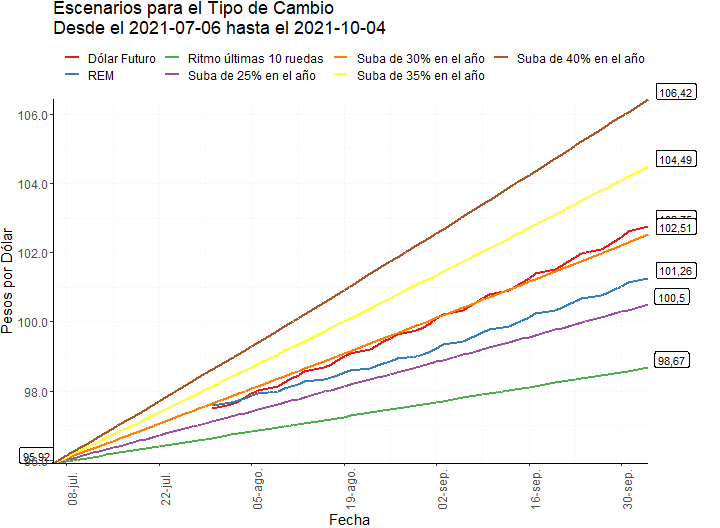 Escenarios para el Tipo de Cambio
Desde el 2021-07-06 hasta el 2021-10-04
Dólar Futuro
Ritmo últimas 10 ruedas
Suba de 30% en el año
Suba de 40% en el año
REM
Suba de 25% en el año
Suba de 35% en el año
106,42
106.0
104,49
104.0
102,51
102.0
101,26
100,5
100.0
98,67
98.0
95,92
Pesos por Dólar
08-jul.
22-jul.
05-ago.
19-ago.
02-sep.
16-sep.
30-sep.
Fecha